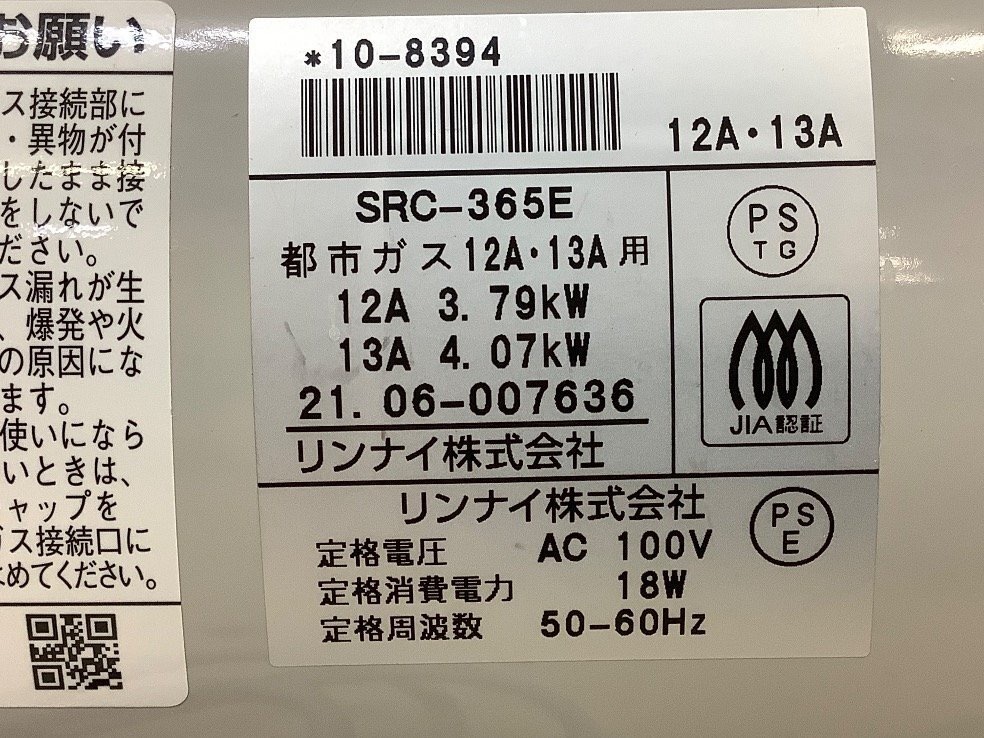 お願い
ス接続部に
・異物が付
したまま接
をしないで
ださい。
ス漏れが生
、爆発や火
の原因にな
ます。
使いになら
いときは、
キャップを
ガス接続口に
はめてください。
*10-8394
12A・13A
SRC-365E
都市ガス12A・13A用
12A 3.79kW
13A 4.07kW
21.06-007636
リンナイ株式会社
PS
TG
JIA認証
リンナイ株式会社
定格電圧 AC 100V
定格消費電力 18W
定格周波数 50-60Hz
PS
E